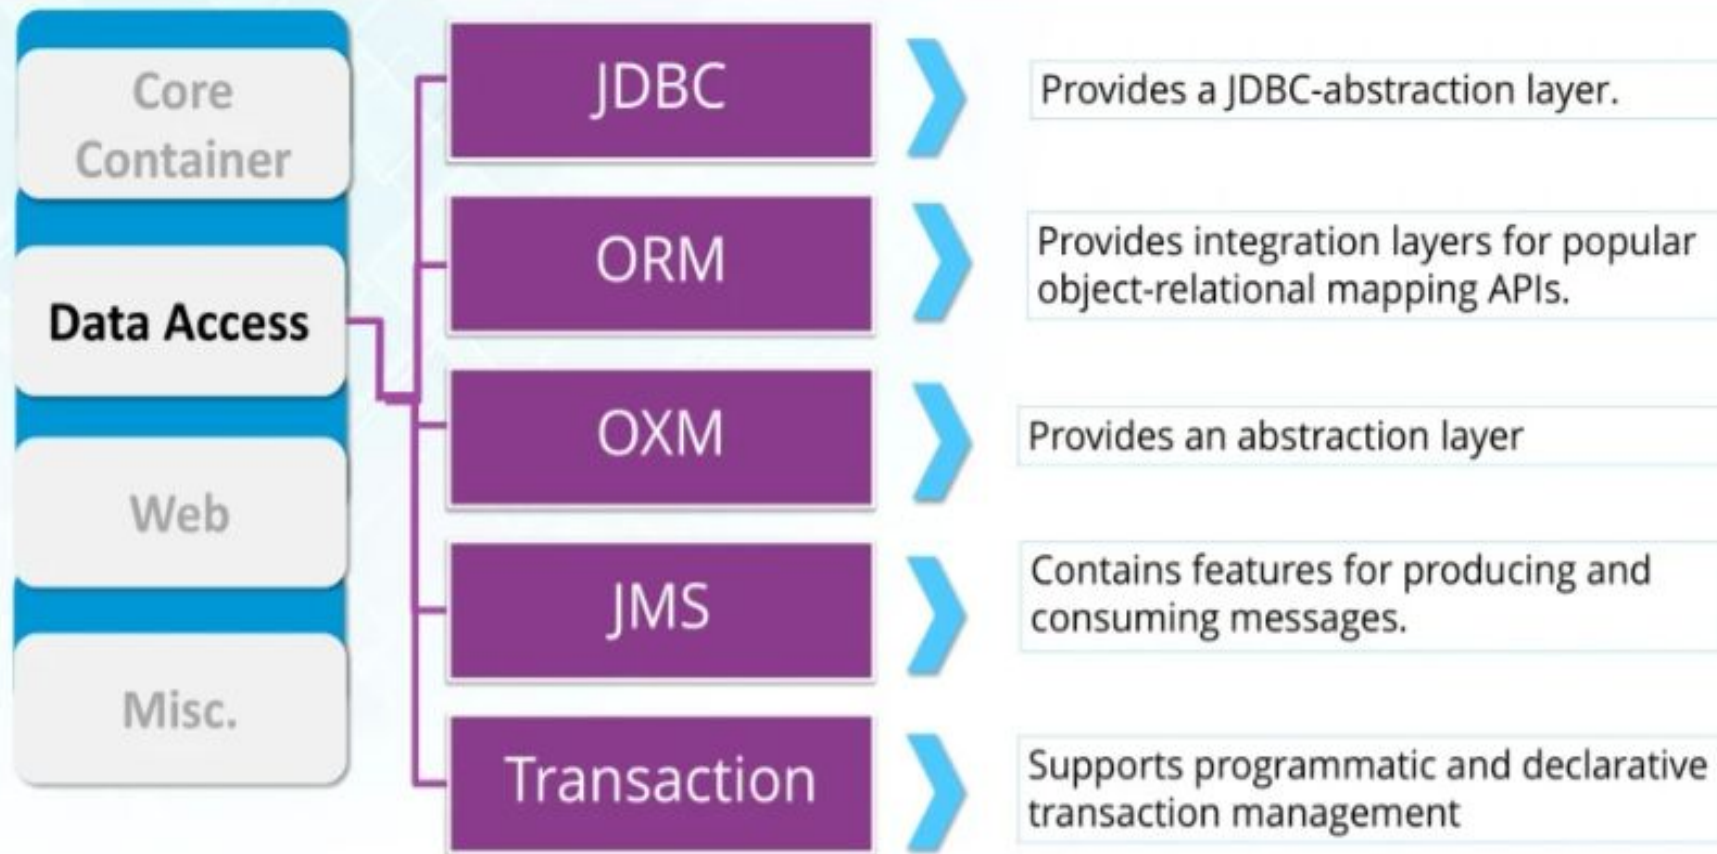 Core
Container
Data Access
Web
Misc.
JDBC
Provides a JDBC-abstraction layer.
ORM
Provides integration layers for popular
object-relational mapping APIs.
OXM
Provides an abstraction layer
JMS
Contains features for producing and
consuming messages.
Transaction
Supports programmatic and declarative
transaction management